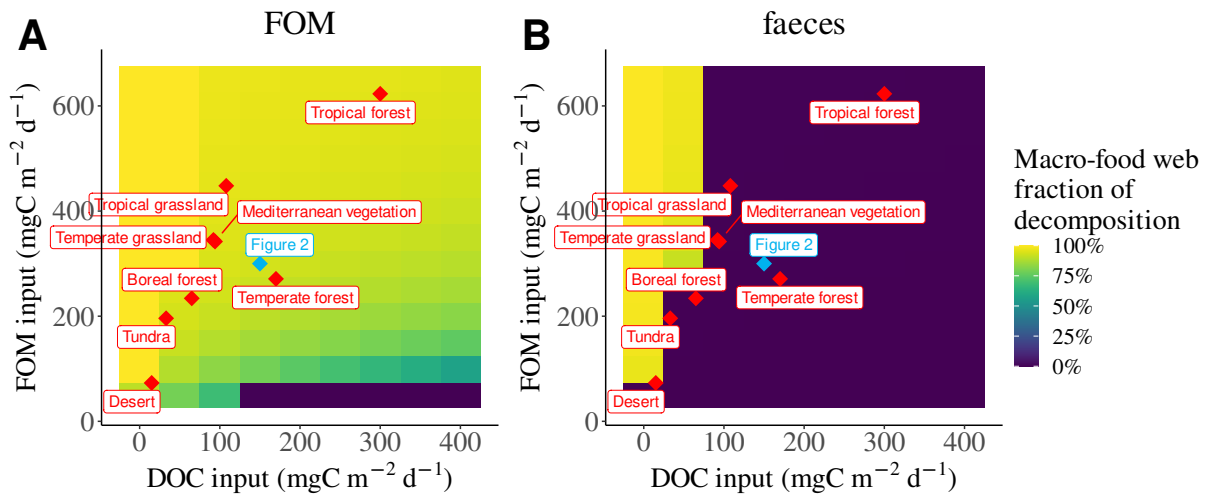 A
FOM
FOM input (mgC m⁻² d⁻¹)
600
400
200
0
Tropical forest
Tropical grassland
Mediterranean vegetation
Temperate grassland
Figure 2
Boreal forest
Temperate forest
Tundra
Desert
0 100 200 300 400
DOC input (mgC m⁻² d⁻¹)
B
faeces
FOM input (mgC m⁻² d⁻¹)
600
400
200
0
Tropical forest
Tropical grassland
Mediterranean vegetation
Temperate grassland
Figure 2
Boreal forest
Temperate forest
Tundra
Desert
0 100 200 300 400
DOC input (mgC m⁻² d⁻¹)
Macro-food web
fraction of
decomposition
100%
75%
50%
25%
0%